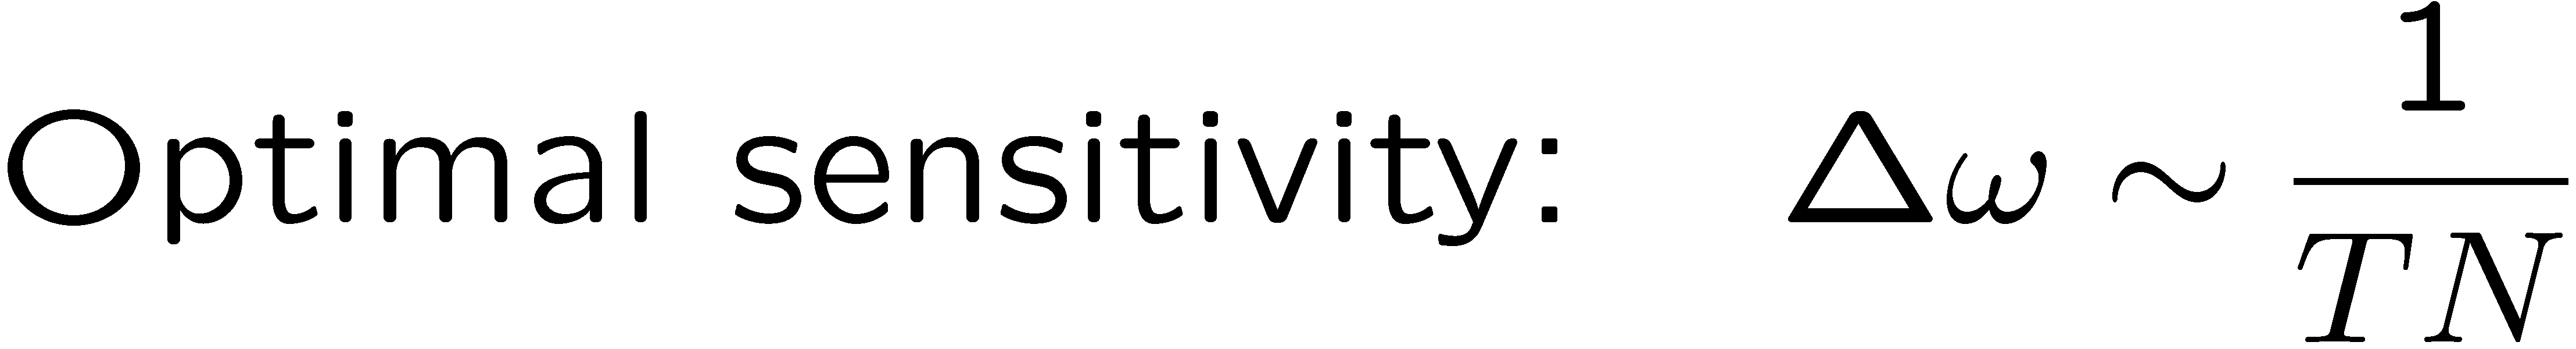 Optimal sensitivity: Δω ~ 1/TN